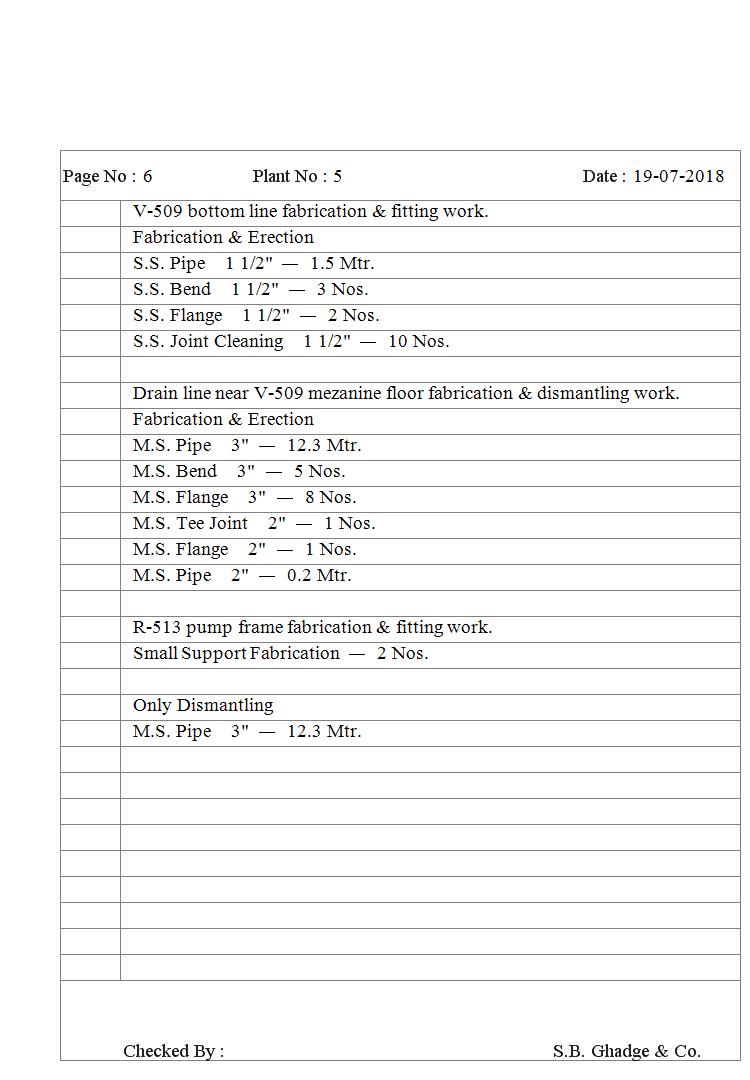 Page No : 6 Plant No : 5 Date : 19-07-2018
V-509 bottom line fabrication & fitting work.
Fabrication & Erection
S.S. Pipe 1 1/2" — 1.5 Mtr.
S.S. Bend 1 1/2" — 3 Nos.
S.S. Flange 1 1/2" — 2 Nos.
S.S. Joint Cleaning 1 1/2" — 10 Nos.
Drain line near V-509 mezanine floor fabrication & dismantling work.
Fabrication & Erection
M.S. Pipe 3" — 12.3 Mtr.
M.S. Bend 3" — 5 Nos.
M.S. Flange 3" — 8 Nos.
M.S. Tee Joint 2" — 1 Nos.
M.S. Flange 2" — 1 Nos.
M.S. Pipe 2" — 0.2 Mtr.
R-513 pump frame fabrication & fitting work.
Small Support Fabrication — 2 Nos.
Only Dismantling
M.S. Pipe 3" — 12.3 Mtr.
Checked By : S.B. Ghadge & Co.